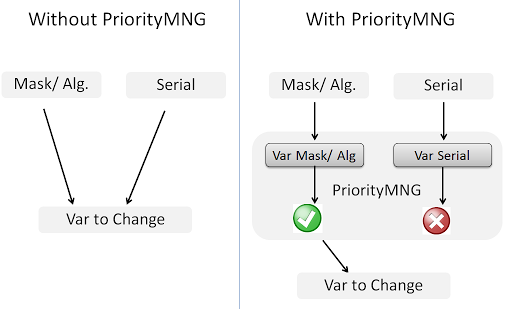 Without PriorityMNG
Mask/ Alg.
Serial
Var to Change
With PriorityMNG
Mask/ Alg.
Serial
Var Mask/ Alg
Var Serial
PriorityMNG
Var to Change